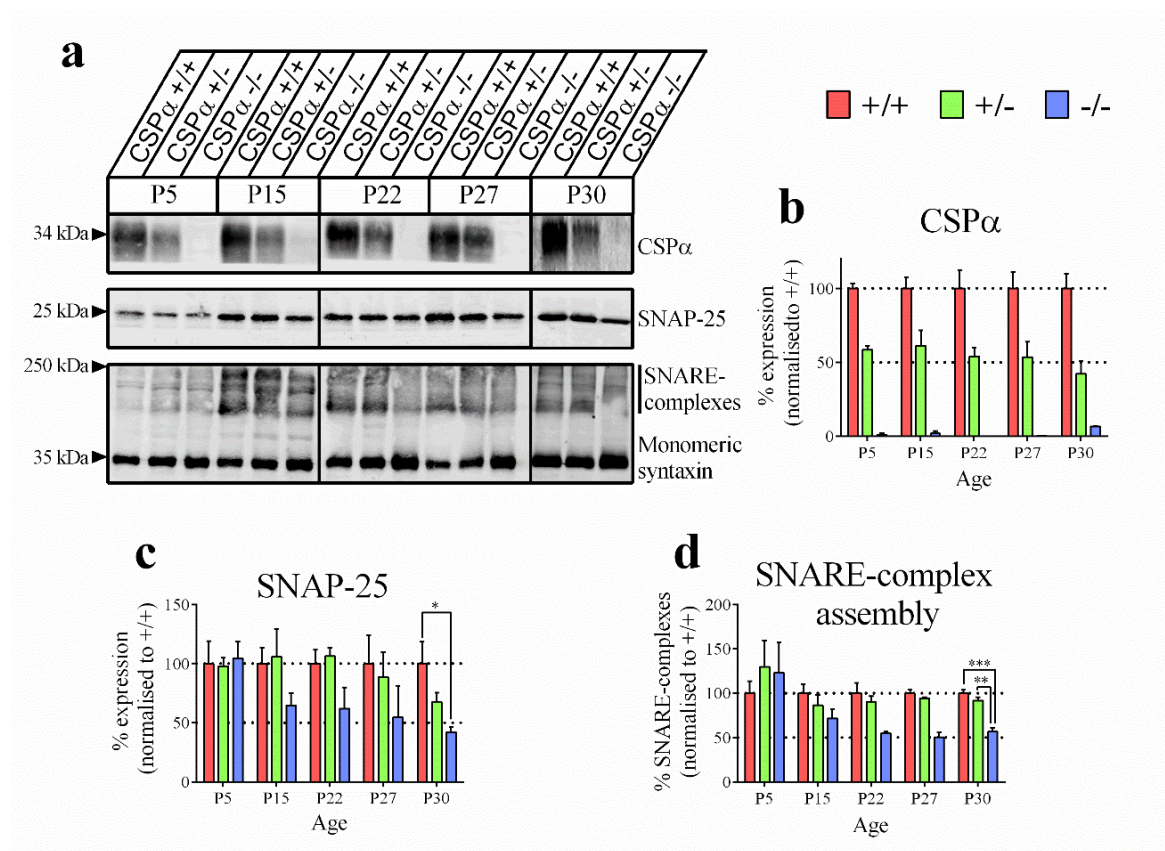 a
CSPα +/+
CSPα +/-
CSPα -/-
CSPα +/+
CSPα +/-
CSPα -/-
CSPα +/+
CSPα +/-
CSPα -/-
CSPα +/+
CSPα +/-
CSPα -/-
CSPα +/+
CSPα +/-
CSPα -/-
P5 P15 P22 P27 P30
34 kDa
CSPα
25 kDa
SNAP-25
250 kDa
SNARE-
complexes
35 kDa
Monomeric
syntaxin
+/+ +/- -/-
b
CSPα
% expression
(normalisedto +/+)
100
50
0
P5 P15 P22 P27 P30
Age
c
SNAP-25
% expression
(normalised to +/+)
150
100
50
0
*
P5 P15 P22 P27 P30
Age
d
SNARE-complex
assembly
% SNARE-complexes
(normalised to +/+)
200
150
100
50
0
***
**
P5 P15 P22 P27 P30
Age